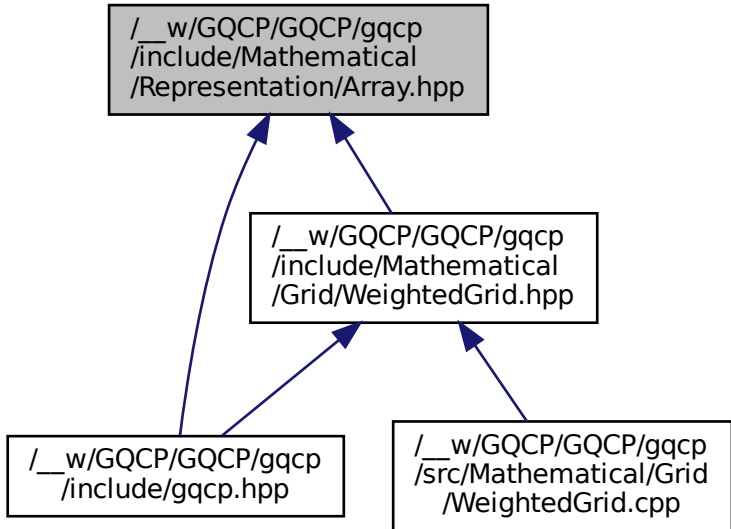 /__w/GQCP/GQCP/gqcp
/include/Mathematical
/Representation/Array.hpp
/__w/GQCP/GQCP/gqcp
/include/Mathematical
/Grid/WeightedGrid.hpp
/__w/GQCP/GQCP/gqcp
/include/gqcp.hpp
/__w/GQCP/GQCP/gqcp
/src/Mathematical/Grid
/WeightedGrid.cpp